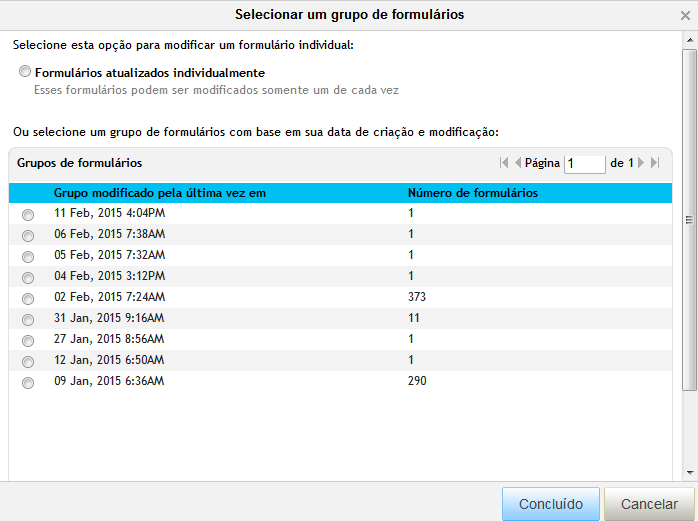 Selecionar um grupo de formulários
Selecione esta opção para modificar um formulário individual:
Formulários atualizados individualmente
Esses formulários podem ser modificados somente um de cada vez
Ou selecione um grupo de formulários com base em sua data de criação e modificação:
Grupos de formulários Página 1 de 1
Grupo modificado pela última vez em Número de formulários
11 Feb, 2015 4:04PM 1
06 Feb, 2015 7:38AM 1
05 Feb, 2015 7:32AM 1
04 Feb, 2015 3:12PM 1
02 Feb, 2015 7:24AM 373
31 Jan, 2015 9:16AM 11
27 Jan, 2015 8:56AM 1
12 Jan, 2015 6:50AM 1
09 Jan, 2015 6:36AM 290
Concluído Cancelar